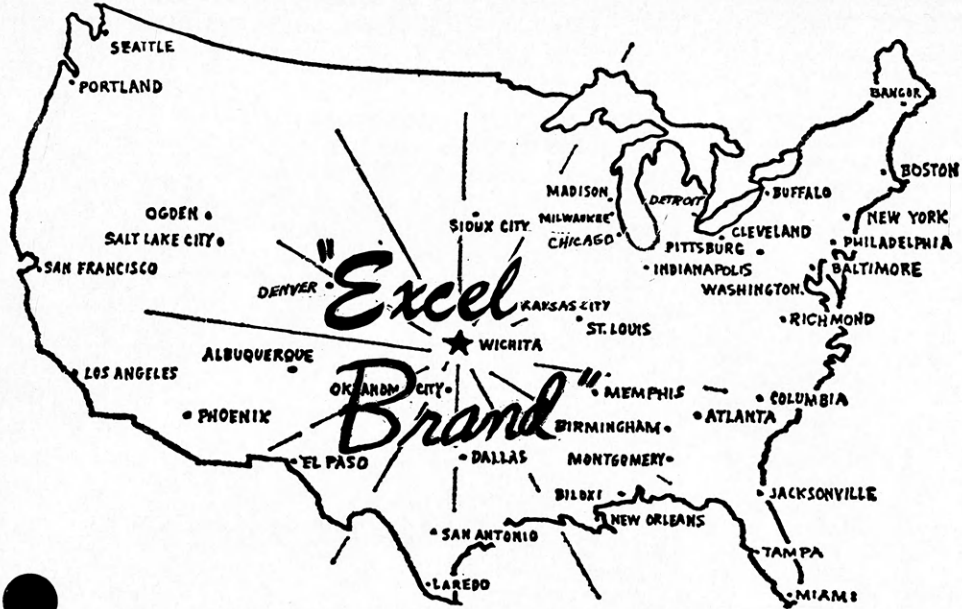 SEATTLE
PORTLAND
BANGOR
BOSTON
MADISON
DETROIT
BUFFALO
OGDEN
SIOUX CITY
MILWAUKEE
NEW YORK
SALT LAKE CITY
CHICAGO
CLEVELAND
PITTSBURG
PHILADELPHIA
SAN FRANCISCO
INDIANAPOLIS
BALTIMORE
DENVER
WASHINGTON
"Excel
KARSAS CITY
ST. LOUIS
RICHMOND
WICHITA
ALBUQUERQUE
LOS ANGELES
OKLAHOMA CITY
Brand"
MEMPHIS
COLUMBIA
PHOENIX
ATLANTA
BIRMINGHAM
EL PASO
DALLAS
MONTGOMERY
BILOXI
JACKSONVILLE
NEW ORLEANS
SAN ANTONIO
TAMPA
LAREDO
MIAMI